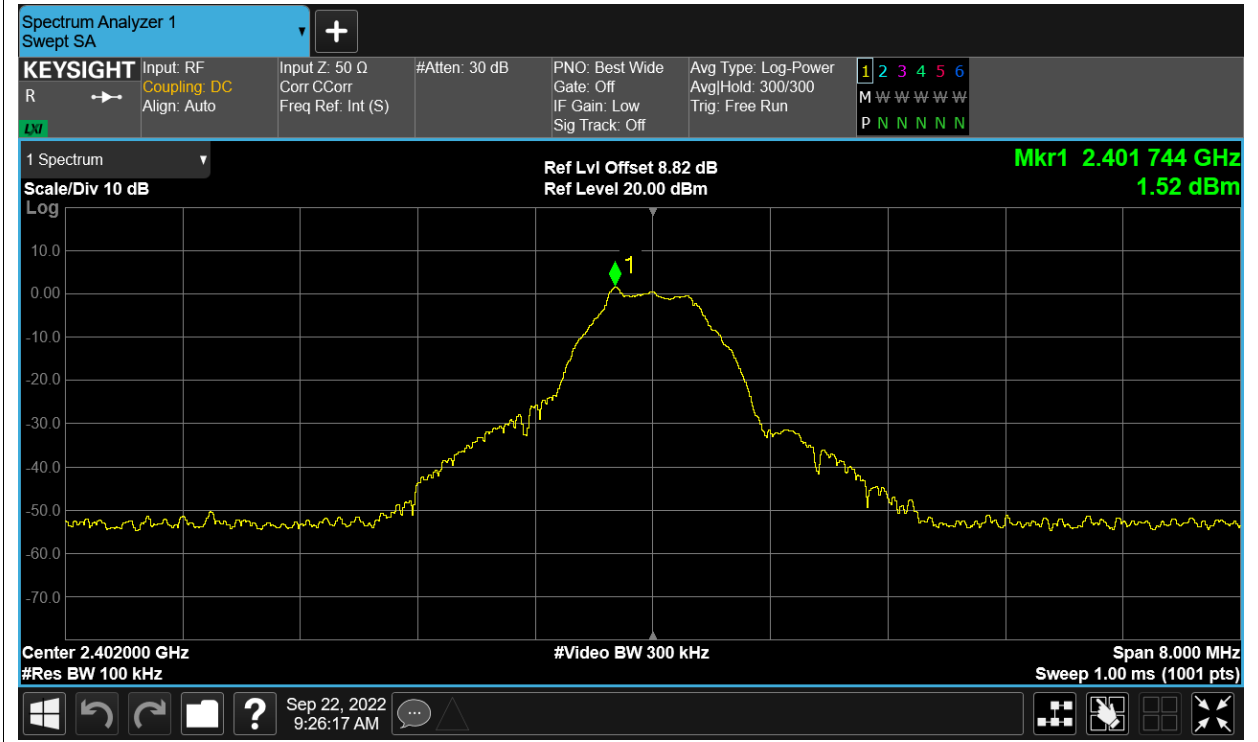 Spectrum Analyzer 1
Swept SA
+
KEYSIGHT
R
LXI
Input: RF
Coupling: DC
Align: Auto
Input Z: 50 Ω
Corr CCorr
Freq Ref: Int (S)
#Atten: 30 dB
PNO: Best Wide
Gate: Off
IF Gain: Low
Sig Track: Off
Avg Type: Log-Power
Avg|Hold: 300/300
Trig: Free Run
1 2 3 4 5 6
M W W W W W
P N N N N N
1 Spectrum
Scale/Div 10 dB
Log
Ref Lvl Offset 8.82 dB
Ref Level 20.00 dBm
Mkr1 2.401 744 GHz
1.52 dBm
1
10.0
0.00
-10.0
-20.0
-30.0
-40.0
-50.0
-60.0
-70.0
Center 2.402000 GHz
#Res BW 100 kHz
#Video BW 300 kHz
Span 8.000 MHz
Sweep 1.00 ms (1001 pts)
?
Sep 22, 2022
9:26:17 AM